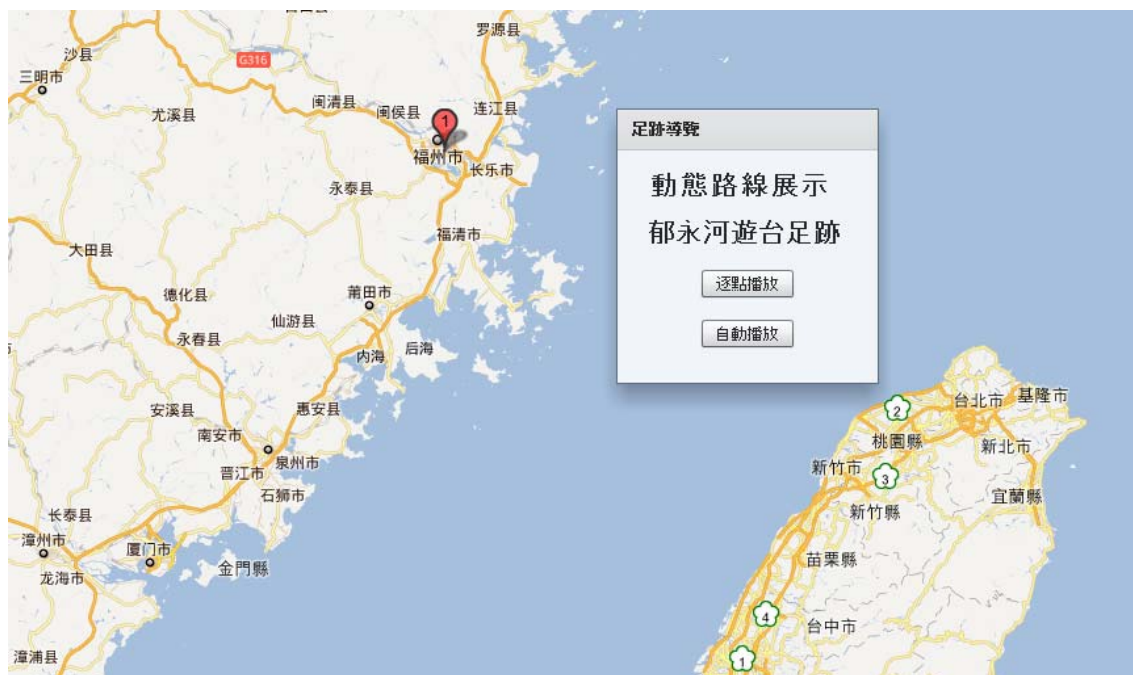 罗源县
沙县
G316
三明市
尤溪县
闽清县
闽侯县
连江县
1
福州市
长乐市
永泰县
福清市
大田县
德化县
莆田市
仙游县
永春县
内海
后海
安溪县
惠安县
南安市
泉州市
晋江市
石狮市
长泰县
漳州市
厦门市
龙海市
金門縣
漳浦县
足跡導覽
動態路線展示
郁永河遊台足跡
逐點播放
自動播放
2
台北市
基隆市
桃園縣
新北市
新竹市
3
宜蘭縣
新竹縣
苗栗縣
4
台中市
1